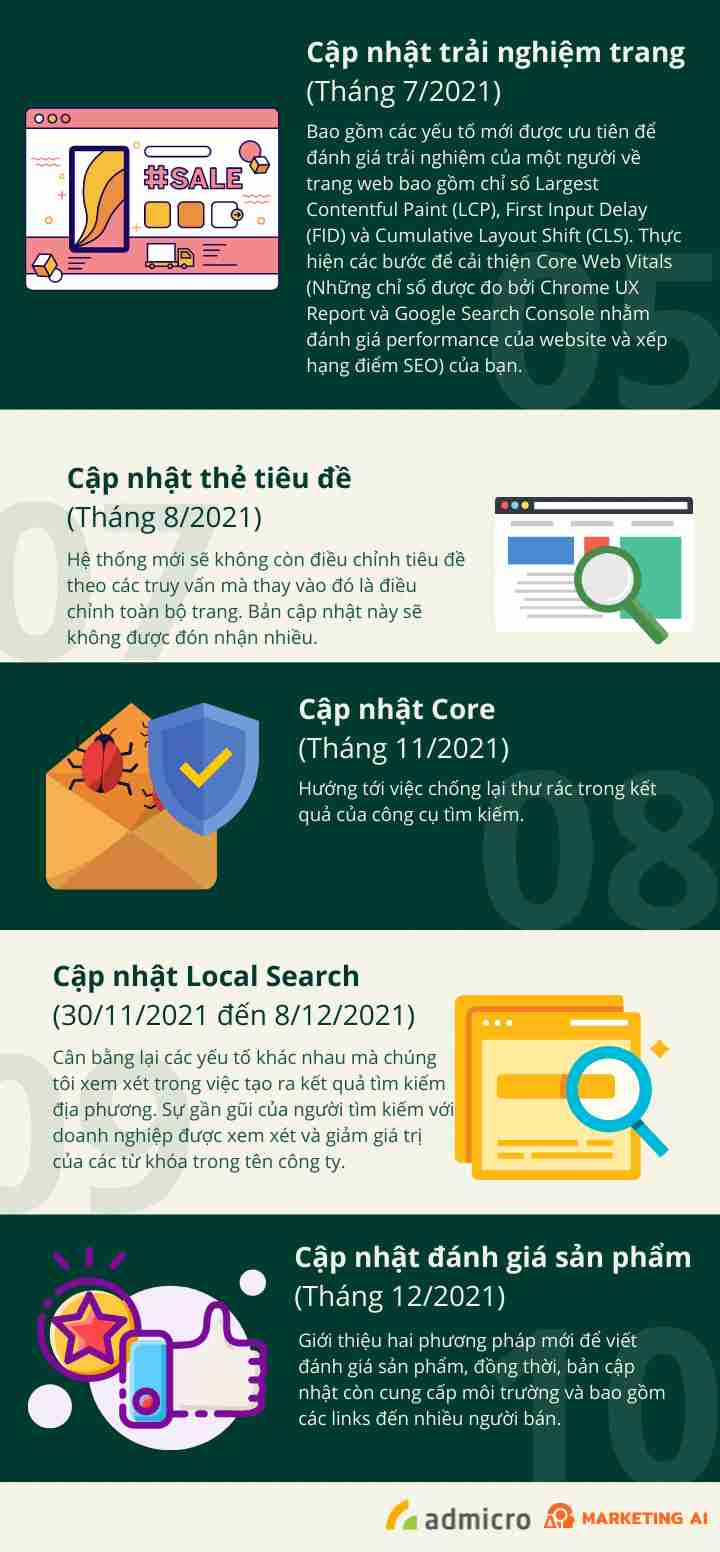 Cập nhật trải nghiệm trang
(Tháng 7/2021)
Bao gồm các yếu tố mới được ưu tiên để
đánh giá trải nghiệm của một người về
trang web bao gồm chỉ số Largest
Contentful Paint (LCP), First Input Delay
(FID) và Cumulative Layout Shift (CLS). Thực
hiện các bước để cải thiện Core Web Vitals
(Những chỉ số được đo bởi Chrome UX
Report và Google Search Console nhằm
đánh giá performance của website và xếp
hạng điểm SEO) của bạn.
#SALE
05
Cập nhật thẻ tiêu đề
(Tháng 8/2021)
Hệ thống mới sẽ không còn điều chỉnh tiêu đề
theo các truy vấn mà thay vào đó là điều
chỉnh toàn bộ trang. Bản cập nhật này sẽ
không được đón nhận nhiều.
07
Cập nhật Core
(Tháng 11/2021)
Hướng tới việc chống lại thư rác trong kết
quả của công cụ tìm kiếm.
08
Cập nhật Local Search
(30/11/2021 đến 8/12/2021)
Cân bằng lại các yếu tố khác nhau mà chúng
tôi xem xét trong việc tạo ra kết quả tìm kiếm
địa phương. Sự gần gũi của người tìm kiếm với
doanh nghiệp được xem xét và giảm giá trị
của các từ khóa trong tên công ty.
09
Cập nhật đánh giá sản phẩm
(Tháng 12/2021)
Giới thiệu hai phương pháp mới để viết
đánh giá sản phẩm, đồng thời, bản cập
nhật còn cung cấp môi trường và bao gồm
các links đến nhiều người bán.
10
admicro
MARKETING AI